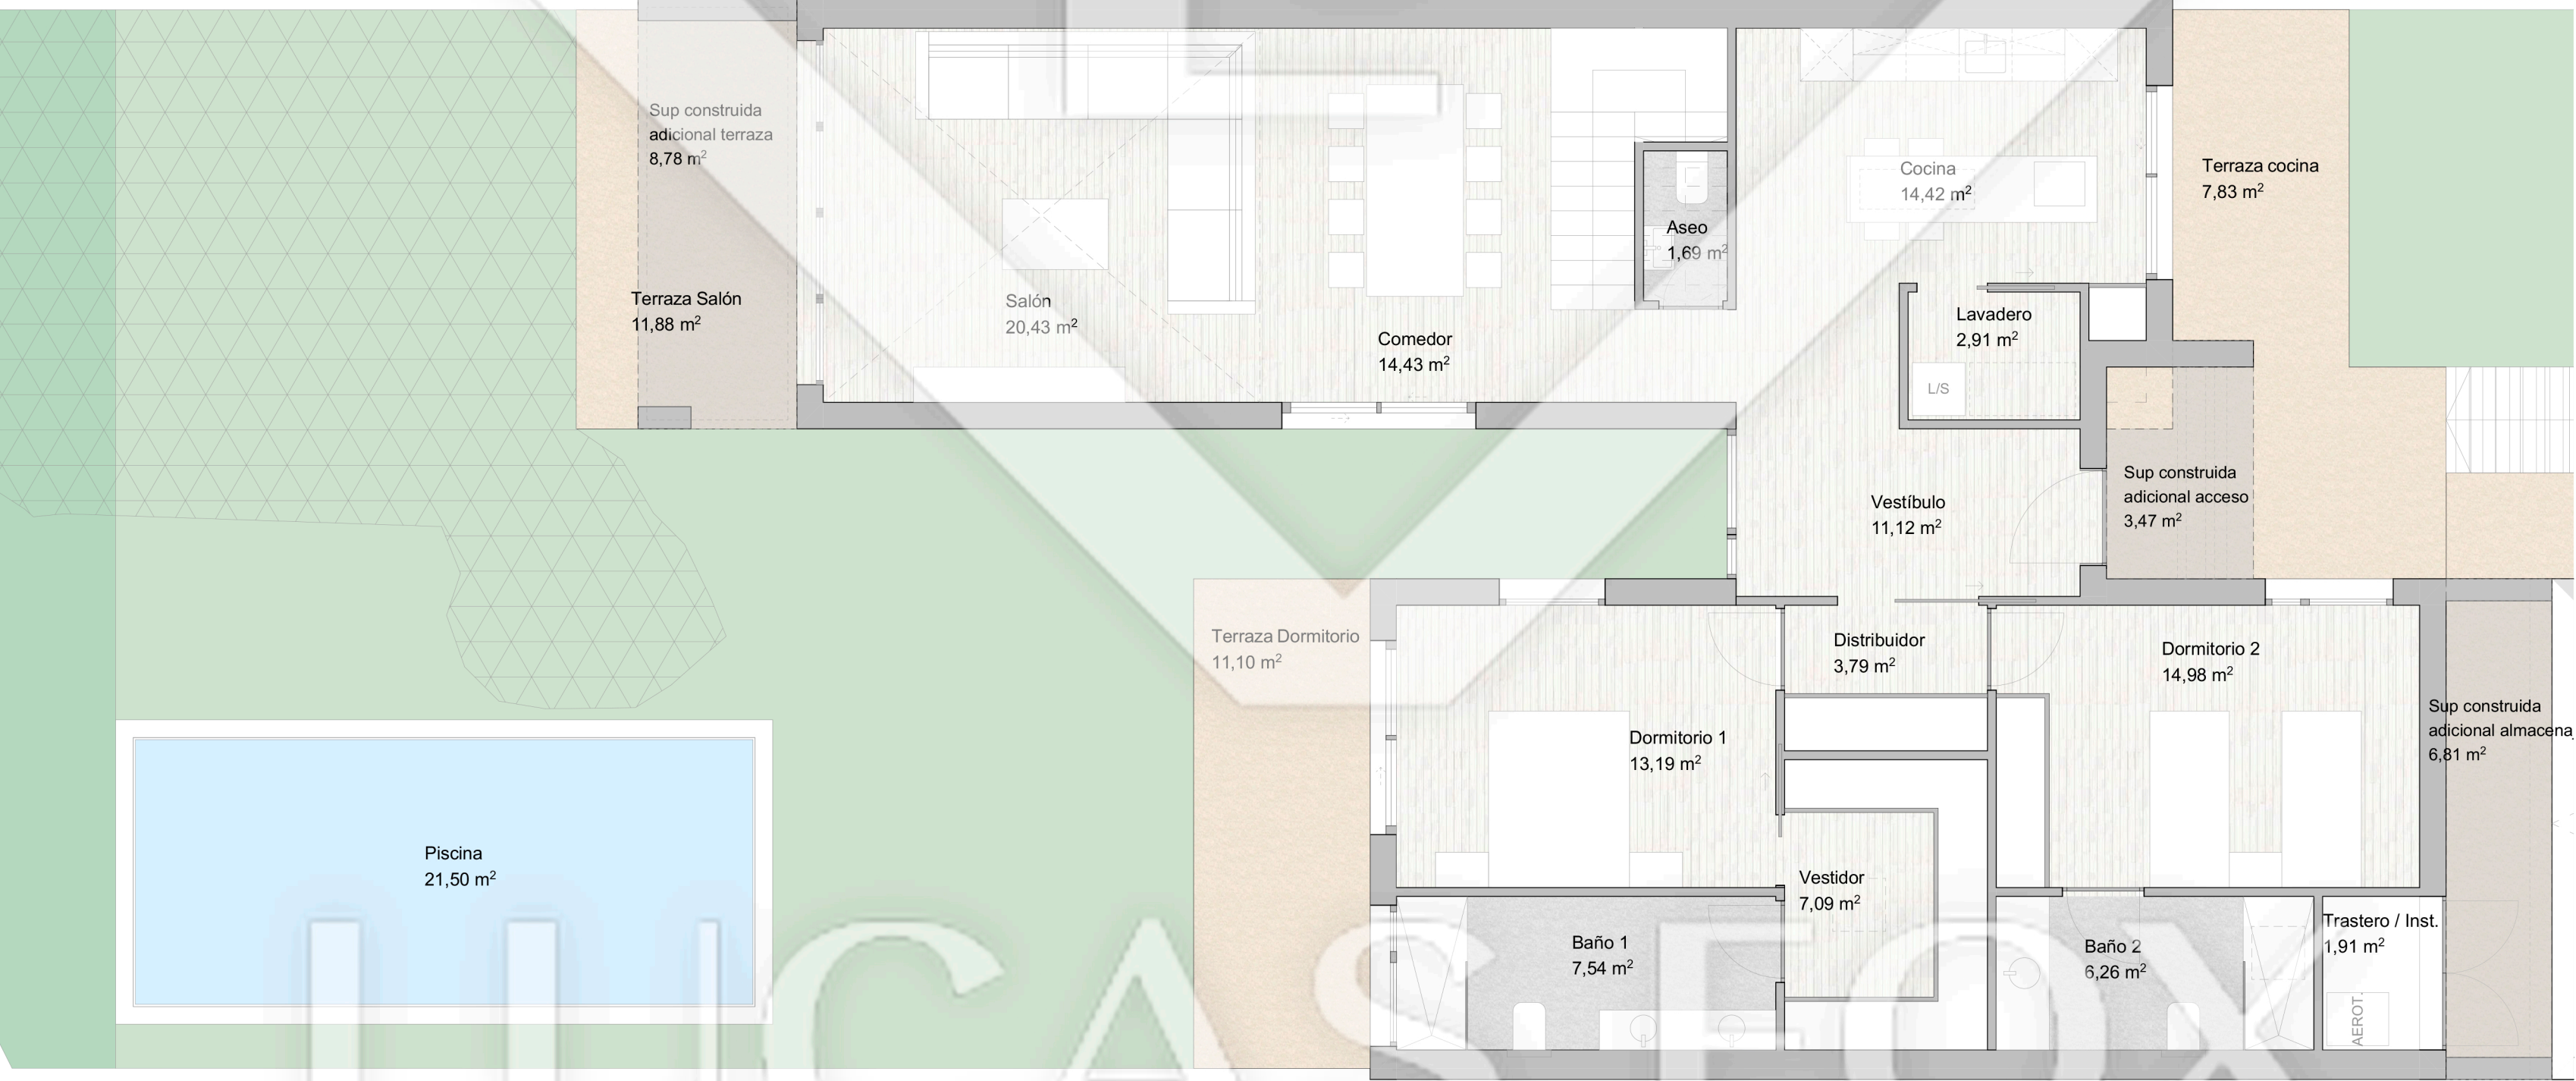 Sup construida
adicional terraza
8,78 m²
Terraza Salón
11,88 m²
Salón
20,43 m²
Comedor
14,43 m²
Aseo
1,69 m²
Cocina
14,42 m²
Terraza cocina
7,83 m²
Lavadero
2,91 m²
L/S
Vestíbulo
11,12 m²
Sup construida
adicional acceso
3,47 m²
Terraza Dormitorio
11,10 m²
Distribuidor
3,79 m²
Dormitorio 2
14,98 m²
Dormitorio 1
13,19 m²
Sup construida
adicional almacena
6,81 m²
Piscina
21,50 m²
Vestidor
7,09 m²
Baño 1
7,54 m²
Baño 2
6,26 m²
Trastero / Inst.
1,91 m²
AEROT.
LUCAS FOX